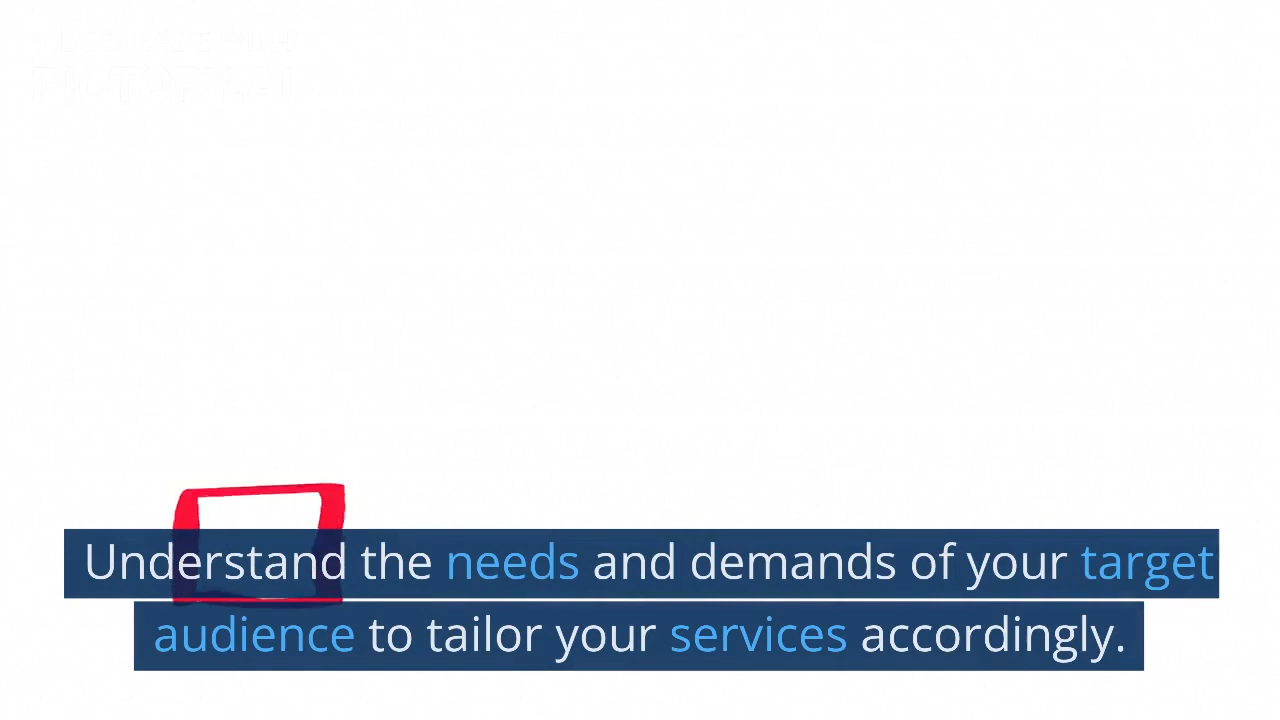 Understand the needs and demands of your target
audience to tailor your services accordingly.